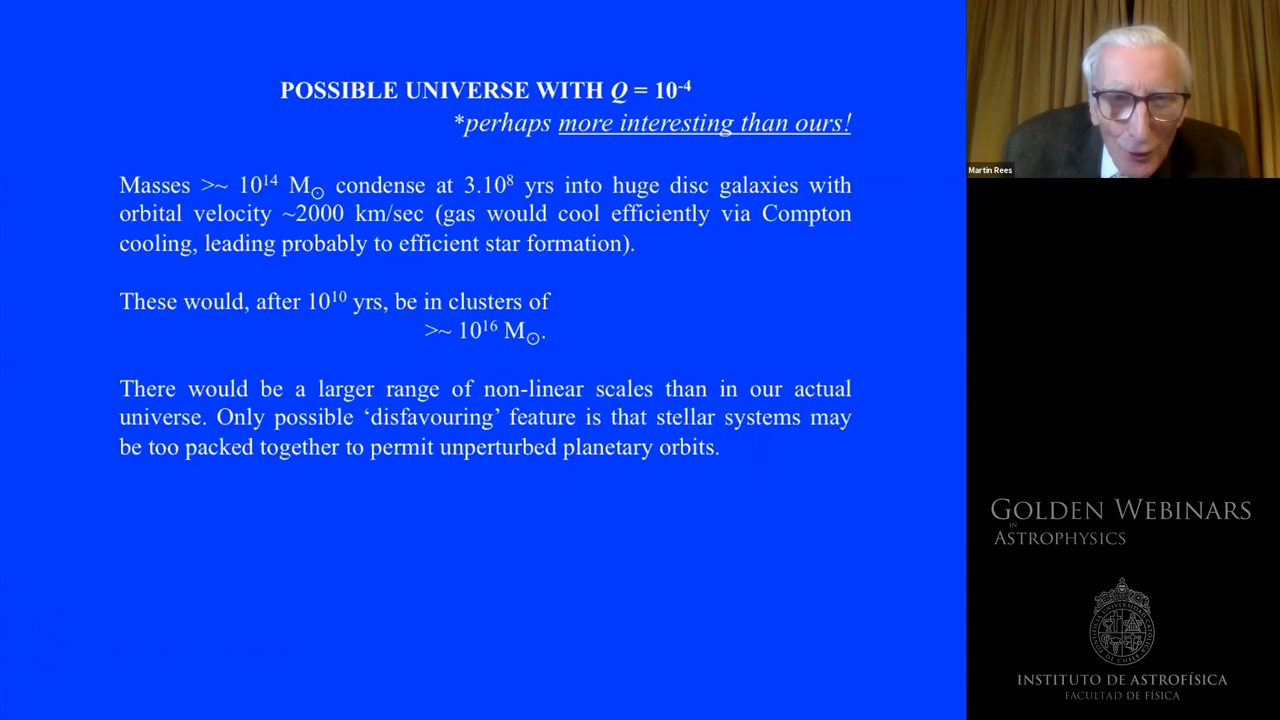 POSSIBLE UNIVERSE WITH Q = 10⁻⁴
*perhaps more interesting than ours!
Masses >~ 10¹⁴ M☉ condense at 3.10⁸ yrs into huge disc galaxies with
orbital velocity ~2000 km/sec (gas would cool efficiently via Compton
cooling, leading probably to efficient star formation).
These would, after 10¹⁰ yrs, be in clusters of
>~ 10¹⁶ M☉.
There would be a larger range of non-linear scales than in our actual
universe. Only possible ‘disfavouring’ feature is that stellar systems may
be too packed together to permit unperturbed planetary orbits.
Martin Rees
GOLDEN WEBINARS
IN
ASTROPHYSICS
INSTITUTO DE ASTROFÍSICA
FACULTAD DE FÍSICA